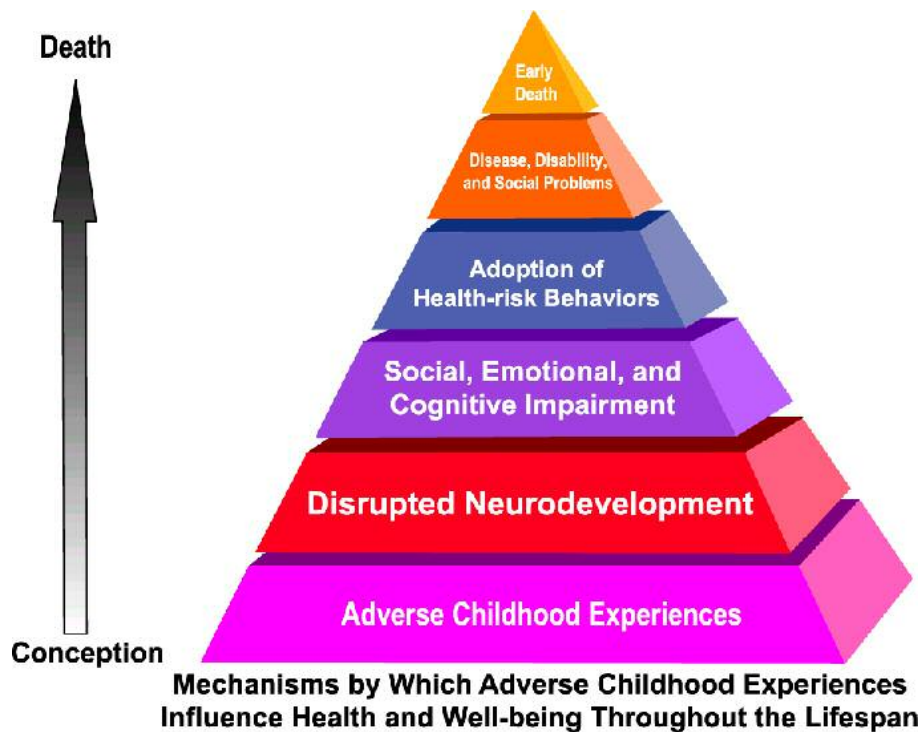 Death
Early
Death
Disease, Disability,
and Social Problems
Adoption of
Health-risk Behaviors
Social, Emotional, and
Cognitive Impairment
Disrupted Neurodevelopment
Adverse Childhood Experiences
Conception
Mechanisms by Which Adverse Childhood Experiences
Influence Health and Well-being Throughout the Lifespan